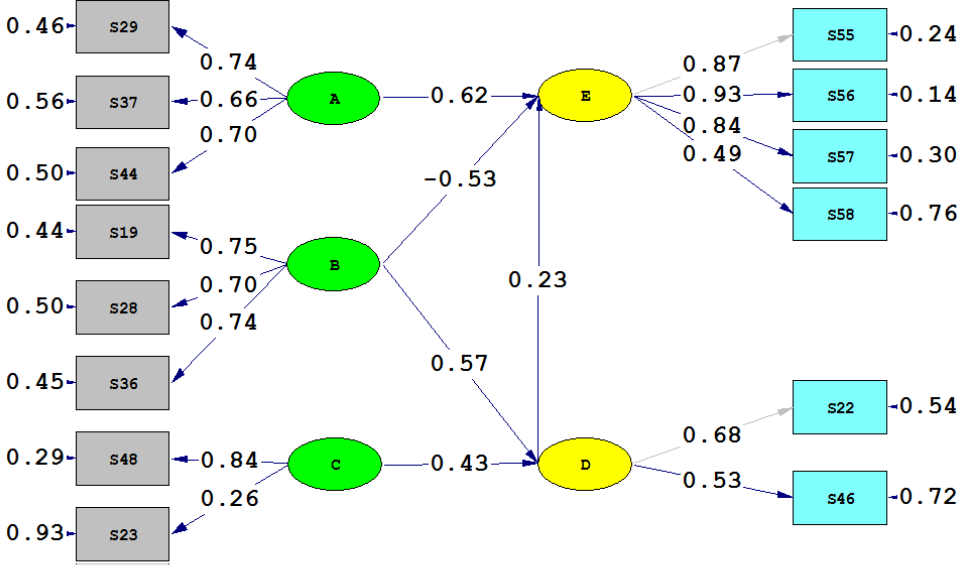 0.46 S29
0.74
0.56 S37 0.66 A 0.62 E
0.70
0.50 S44
0.87 S55 0.24
0.93 S56 0.14
0.84 S57 0.30
0.49 S58 0.76
-0.53
0.44 S19 0.75
B
0.50 S28 0.70
0.74
0.23
0.45 S36
0.57
0.29 S48 0.84 C 0.43 D
0.26
0.93 S23
0.68 S22 0.54
0.53 S46 0.72